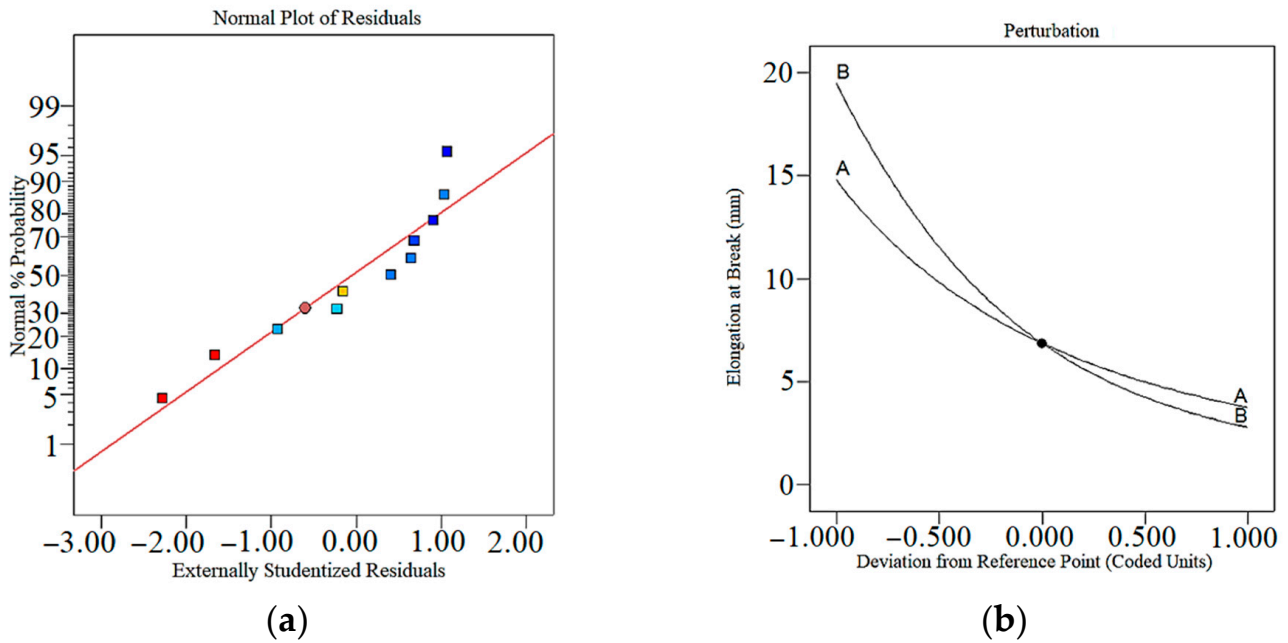 Normal Plot of Residuals
Normal % Probability
99
95
90
80
70
50
30
20
10
5
1
−3.00 −2.00 −1.00 0.00 1.00 2.00
Externally Studentized Residuals
(a)
Perturbation
Elongation at Break (mm)
20
15
10
5
0
B
A
A
B
−1.000 −0.500 0.000 0.500 1.000
Deviation from Reference Point (Coded Units)
(b)